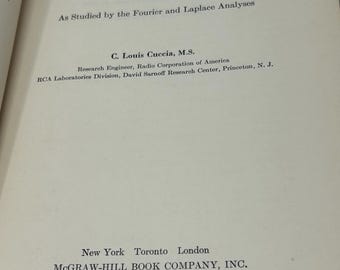 As Studied by the Fourier and Laplace Analyses
C. Louis Cuccia, M.S.
Research Engineer, Radio Corporation of America
RCA Laboratories Division, David Sarnoff Research Center, Princeton, N. J.
New York Toronto London
McGRAW-HILL BOOK COMPANY, INC.